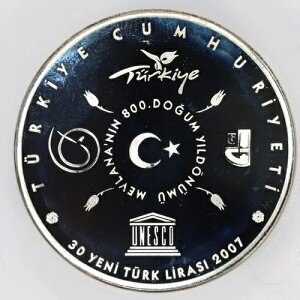 TÜRKİYE CUMHURİYETİ
Türkiye
MEVLANA'NIN 800. DOĞUM YILDÖNÜMÜ
UNESCO
30 YENİ TÜRK LİRASI 2007